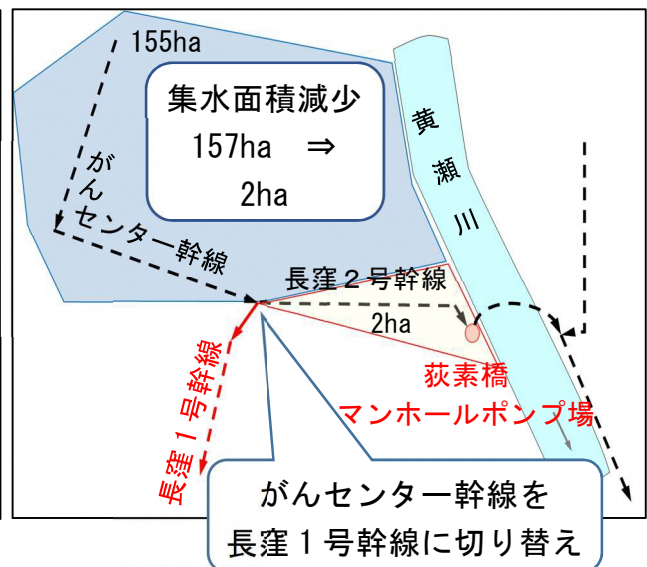 155ha
集水面積減少
157ha ⇒
2ha
がんセンター幹線
黄瀬川
長窪２号幹線
2ha
荻素橋
マンホールポンプ場
長窪１号幹線
がんセンター幹線を
長窪１号幹線に切り替え